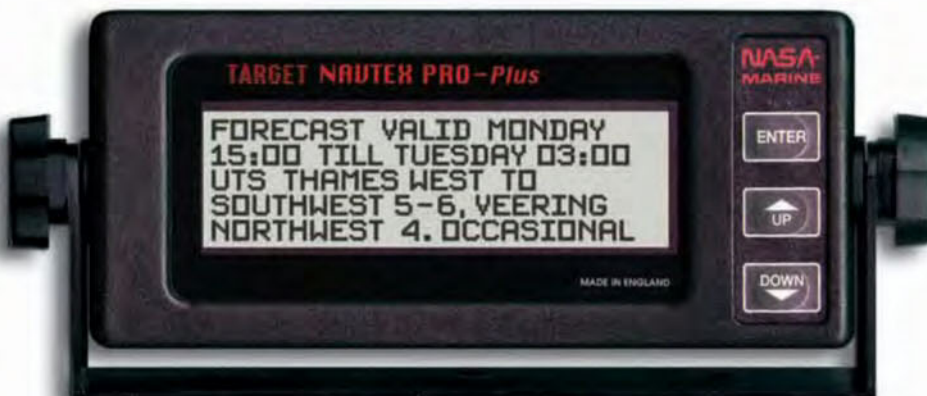 TARGET NAVTEX PRO-Plus
FORECAST VALID MONDAY
15:00 TILL TUESDAY 03:00
UTS THAMES WEST TO
SOUTHWEST 5-6, VEERING
NORTHWEST 4. OCCASIONAL
MADE IN ENGLAND
NASA
MARINE
ENTER
UP
DOWN